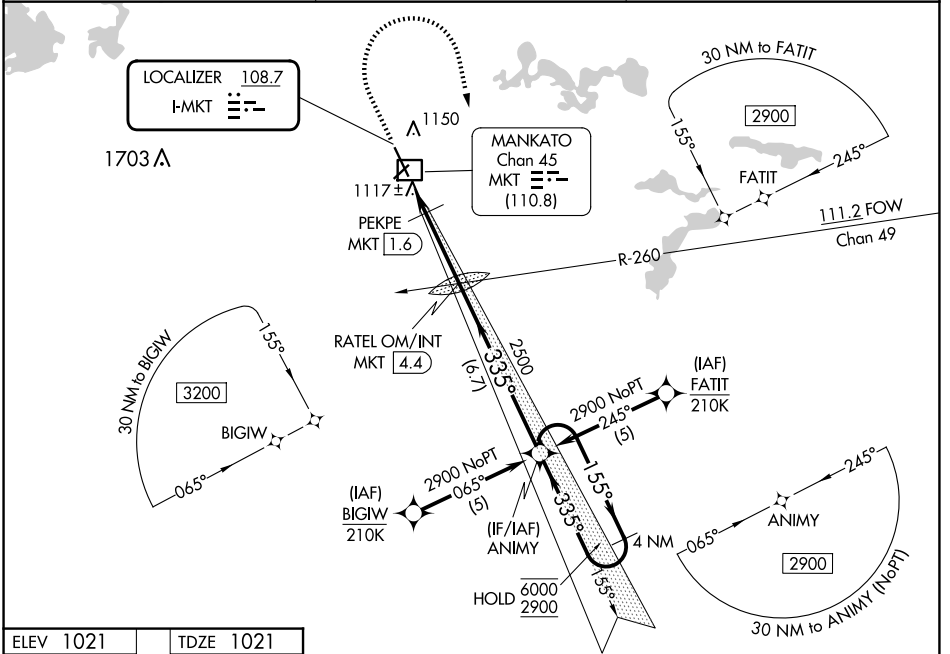 LOCALIZER 108.7
I-MKT
1703
1150
MANKATO
Chan 45
MKT
(110.8)
1117 ±
PEKPE
MKT 1.6
30 NM to FATIT
2900
155°
245°
FATIT
111.2 FOW
Chan 49
R-260
RATEL OM/INT
MKT 4.4
2500
335°
(6.7)
30 NM to BIGIW
155°
3200
BIGIW
065°
(IAF)
FATIT
210K
2900 NoPT
245°
(5)
2900 NoPT
065°
(5)
(IAF)
BIGIW
210K
(IF/IAF)
ANIMY
155°
335°
4 NM
HOLD 6000
2900
155°
245°
065°
ANIMY
2900
30 NM to ANIMY (NoPT)
ELEV 1021
TDZE 1021